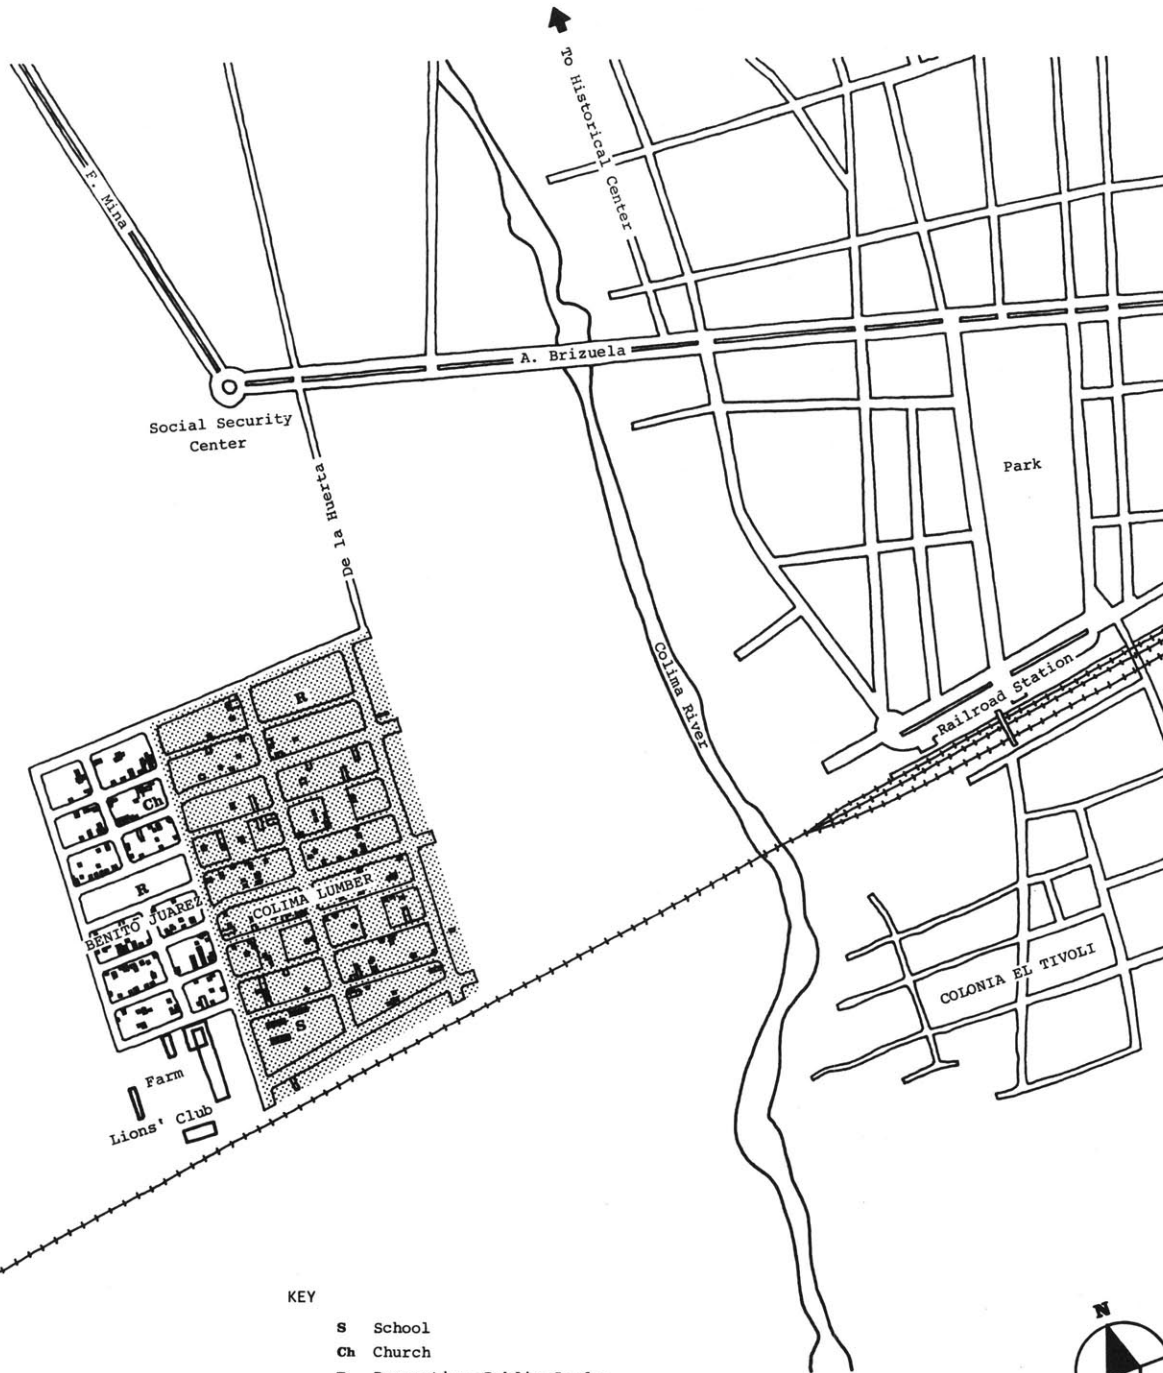 To Historical Center
F. Mina
A. Brizuela
Social Security
Center
De la Huerta
Park
Colima River
Railroad Station
R
Ch
R
BENITO JUAREZ
COLIMA LUMBER
S
COLONIA EL TIVOLI
Farm
Lions' Club
KEY
S School
Ch Church
N